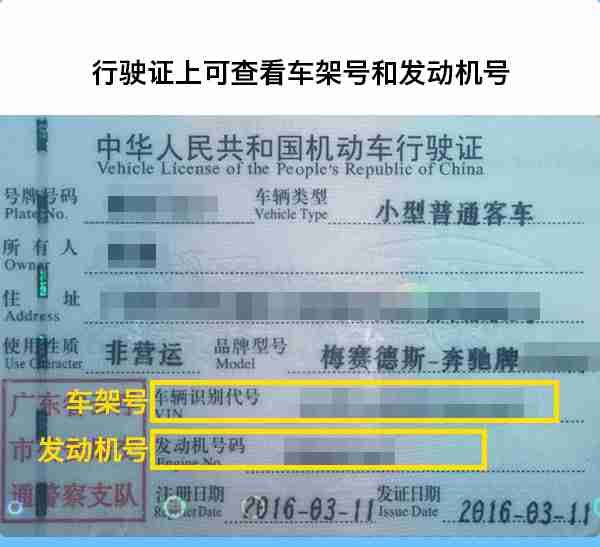 行驶证上可查看车架号和发动机号
中华人民共和国机动车行驶证
Vehicle License of the People's Republic of China
号牌号码 车辆类型 小型普通客车
Plate No. Vehicle Type
所有人
Owner
住址
Address
使用性质 非营运 品牌型号 梅赛德斯-奔驰牌
Use Character Model
车架号 车辆识别代号
VIN
发动机号 发动机号码
Engine No.
广东
市
通警察支队
注册日期 2016-03-11 发证日期 2016-03-11
Register Date Issue Date